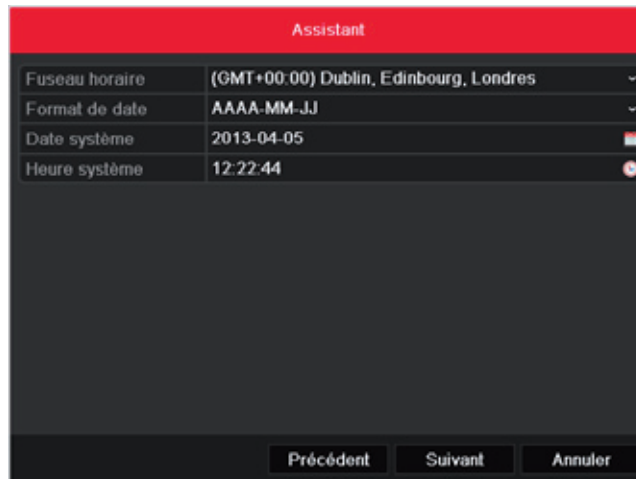 Assistant
Fuseau horaire (GMT+00:00) Dublin, Edinbourg, Londres
Format de date AAAA-MM-JJ
Date système 2013-04-05
Heure système 12:22:44
Précédent Suivant Annuler